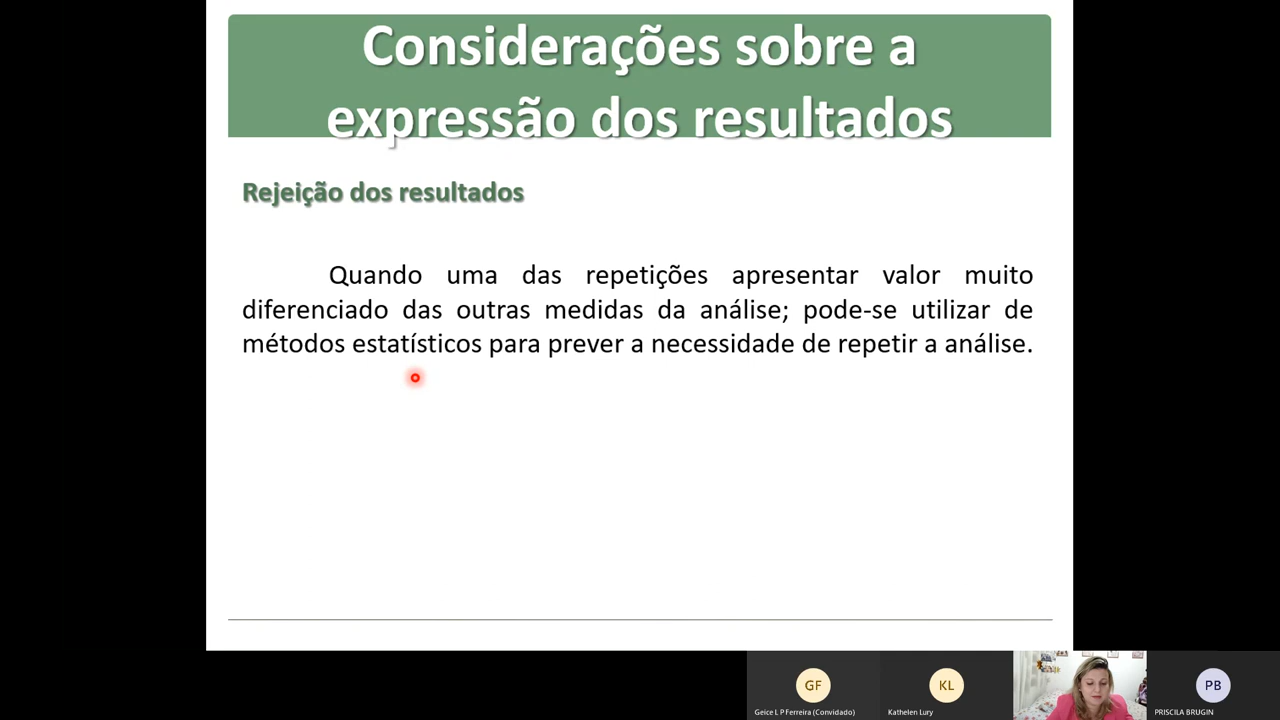 Considerações sobre a
expressão dos resultados
Rejeição dos resultados
Quando uma das repetições apresentar valor muito
diferenciado das outras medidas da análise; pode-se utilizar de
métodos estatísticos para prever a necessidade de repetir a análise.
GF
KL
PB
Geice L P Ferreira (Convidado)
Kathelen Lury
PRISCILA BRUGIN